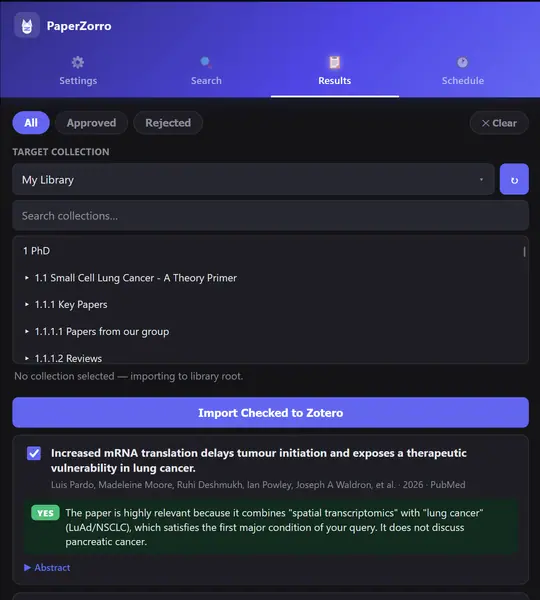 PaperZorro
Settings
Search
Results
Schedule
All
Approved
Rejected
× Clear
TARGET COLLECTION
My Library
Search collections...
1 PhD
▸ 1.1 Small Cell Lung Cancer - A Theory Primer
▸ 1.1.1 Key Papers
▸ 1.1.1.1 Papers from our group
▸ 1.1.1.2 Reviews
No collection selected — importing to library root.
Import Checked to Zotero
Increased mRNA translation delays tumour initiation and exposes a therapeutic
vulnerability in lung cancer.
Luis Pardo, Madeleine Moore, Ruhi Deshmukh, Ian Powley, Joseph A Waldron, et al. · 2026 · PubMed
YES
The paper is highly relevant because it combines "spatial transcriptomics" with "lung cancer"
(LuAd/NSCLC), which satisfies the first major condition of your query. It does not discuss
pancreatic cancer.
▶ Abstract